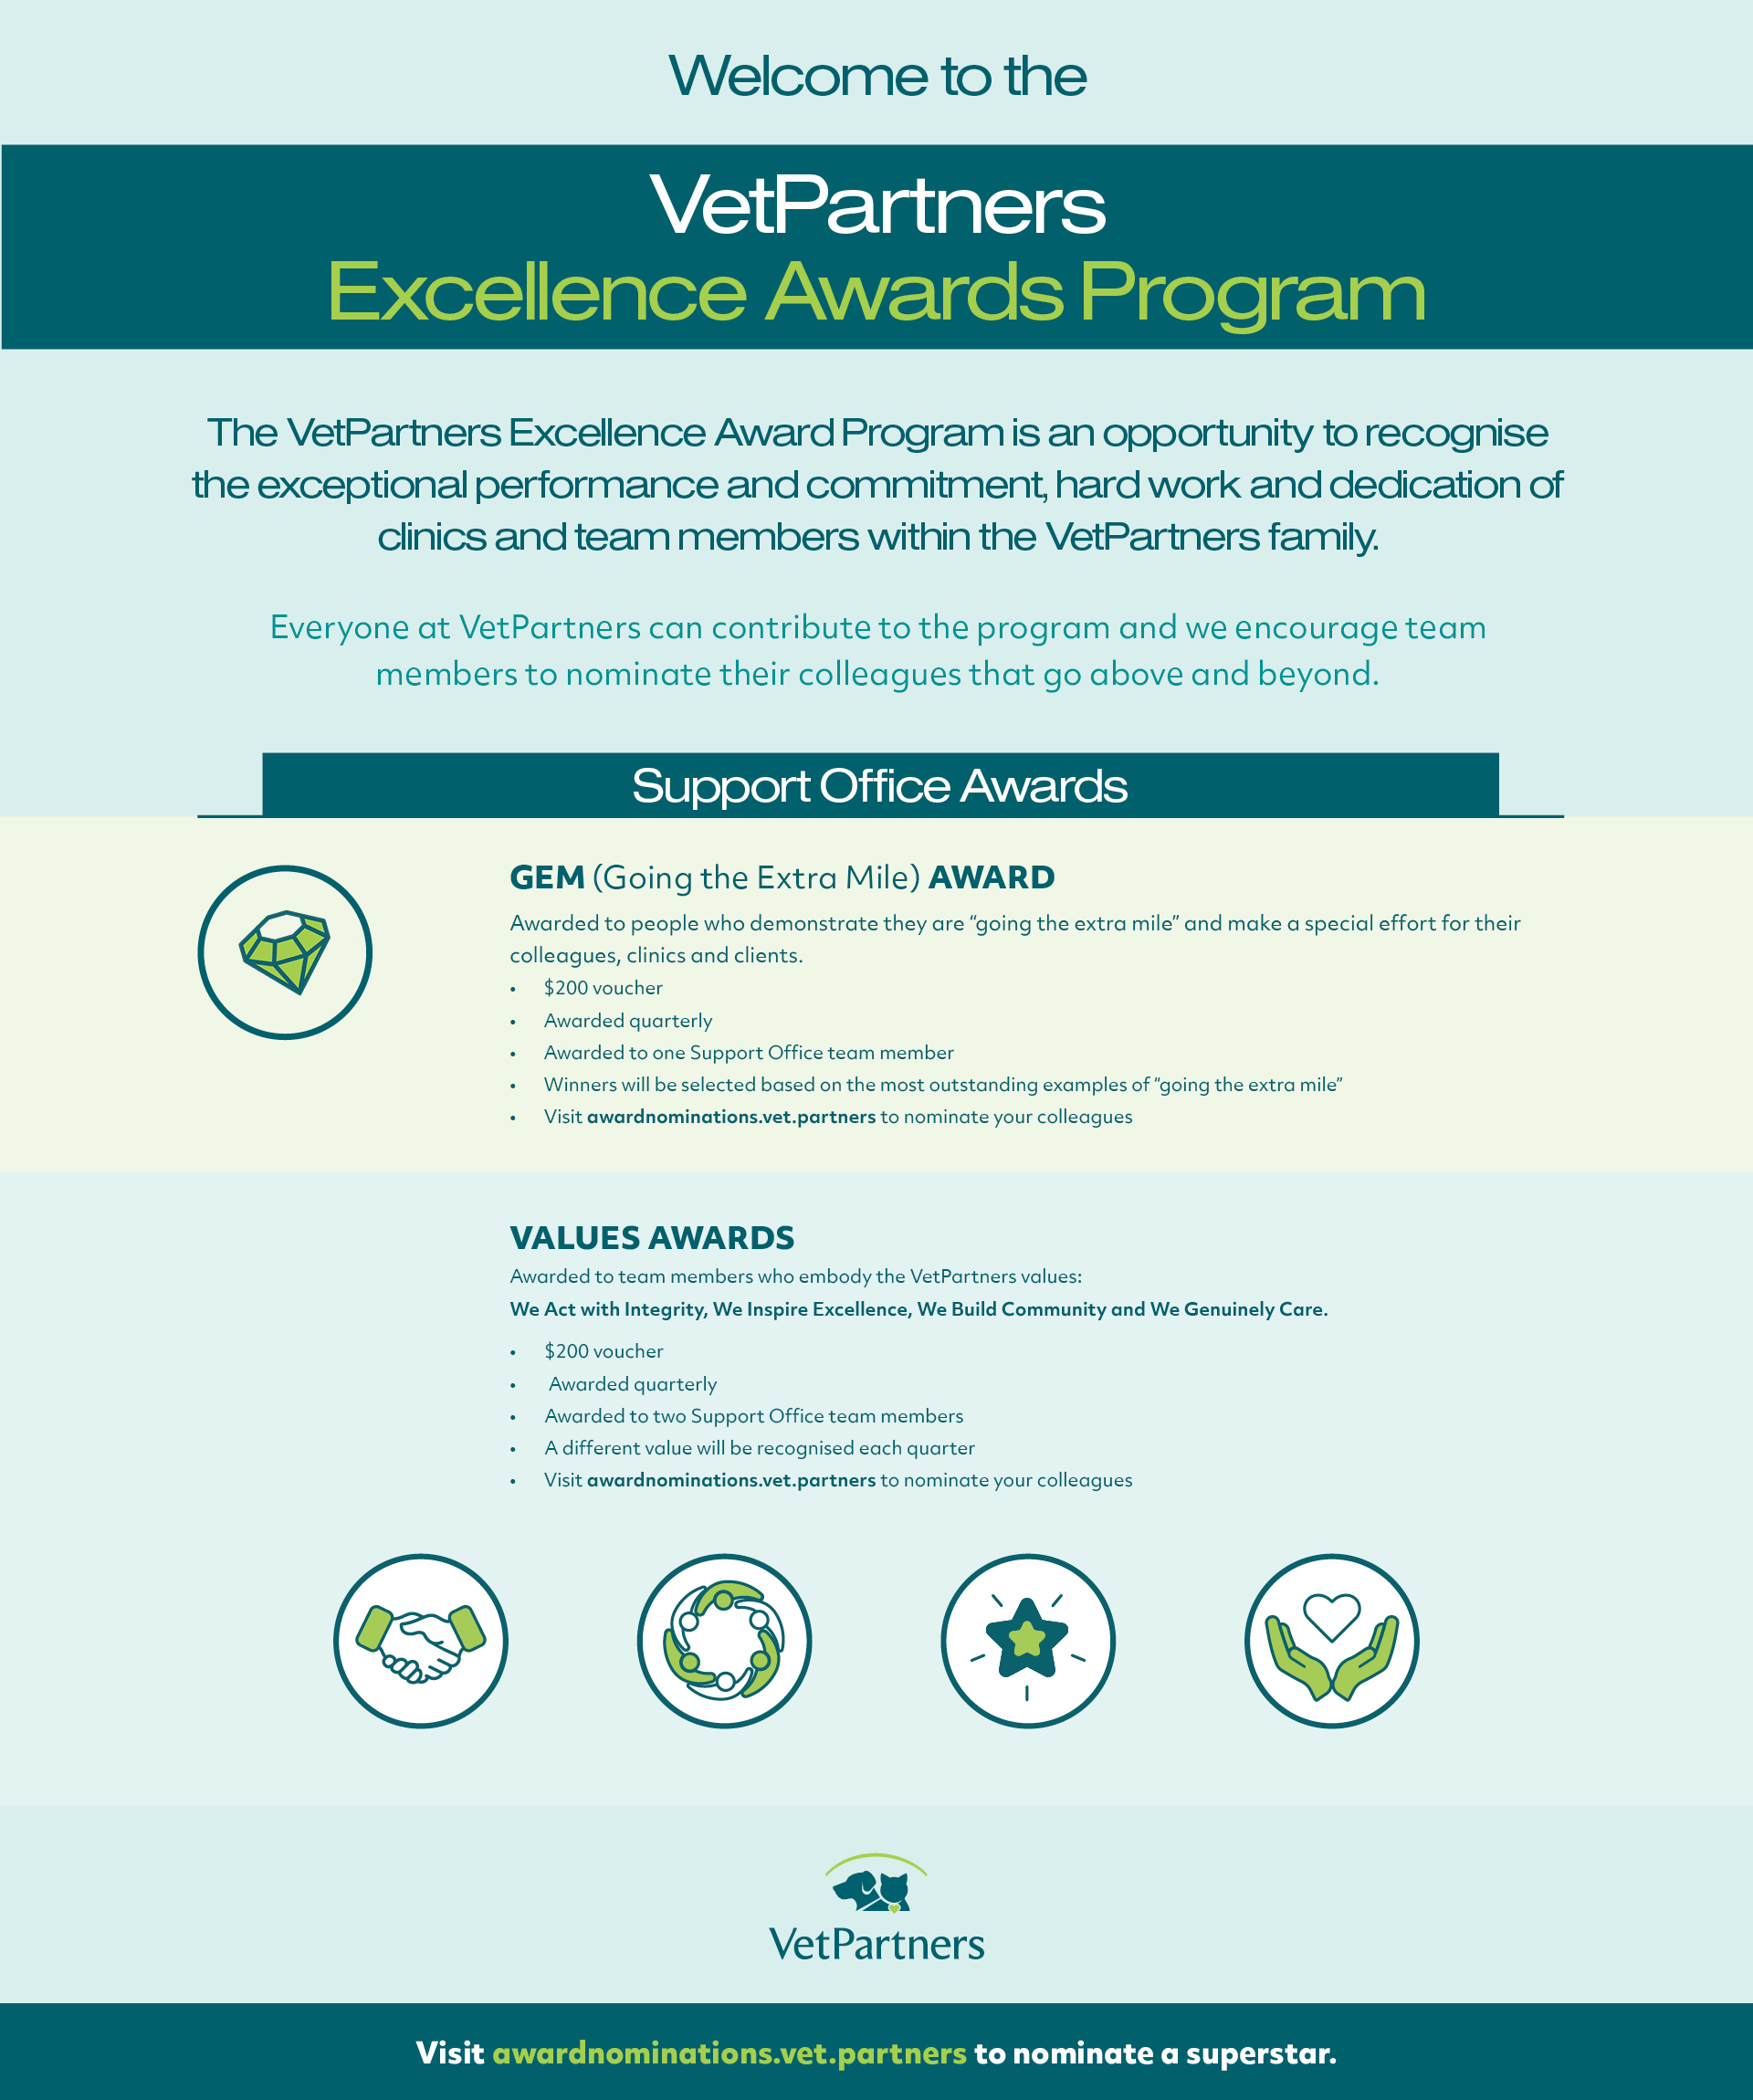 Welcome to the
VetPartners
Excellence Awards Program
The VetPartners Excellence Award Program is an opportunity to recognise
the exceptional performance and commitment, hard work and dedication of
clinics and team members within the VetPartners family.
Everyone at VetPartners can contribute to the program and we encourage team
members to nominate their colleagues that go above and beyond.
Support Office Awards
GEM (Going the Extra Mile) AWARD
Awarded to people who demonstrate they are “going the extra mile” and make a special effort for their
colleagues, clinics and clients.
• $200 voucher
• Awarded quarterly
• Awarded to one Support Office team member
• Winners will be selected based on the most outstanding examples of “going the extra mile”
• Visit awardnominations.vet.partners to nominate your colleagues
VALUES AWARDS
Awarded to team members who embody the VetPartners values:
We Act with Integrity, We Inspire Excellence, We Build Community and We Genuinely Care.
• $200 voucher
• Awarded quarterly
• Awarded to two Support Office team members
• A different value will be recognised each quarter
• Visit awardnominations.vet.partners to nominate your colleagues
VetPartners
Visit awardnominations.vet.partners to nominate a superstar.